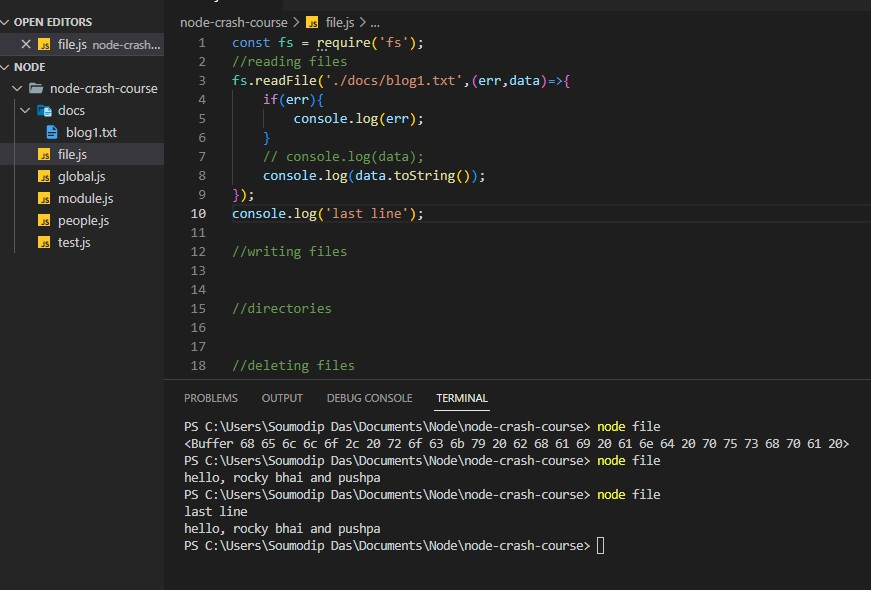 OPEN EDITORS
file.js node-crash...
NODE
node-crash-course
docs
blog1.txt
file.js
global.js
module.js
people.js
test.js
node-crash-course > JS file.js > ...
1 const fs = require('fs');
2 //reading files
3 fs.readFile('./docs/blog1.txt',(err,data)=>{
4 if(err){
5 console.log(err);
6 }
7 // console.log(data);
8 console.log(data.toString());
9 });
10 console.log('last line');
11
12 //writing files
13
14
15 //directories
16
17
18 //deleting files
PROBLEMS OUTPUT DEBUG CONSOLE TERMINAL
PS C:\Users\Soumodip Das\Documents\Node\node-crash-course> node file
<Buffer 68 65 6c 6c 6f 2c 20 72 6f 63 6b 79 20 62 68 61 69 20 61 6e 64 20 70 75 73 68 70 61 20>
PS C:\Users\Soumodip Das\Documents\Node\node-crash-course> node file
hello, rocky bhai and pushpa
PS C:\Users\Soumodip Das\Documents\Node\node-crash-course> node file
last line
hello, rocky bhai and pushpa
PS C:\Users\Soumodip Das\Documents\Node\node-crash-course>